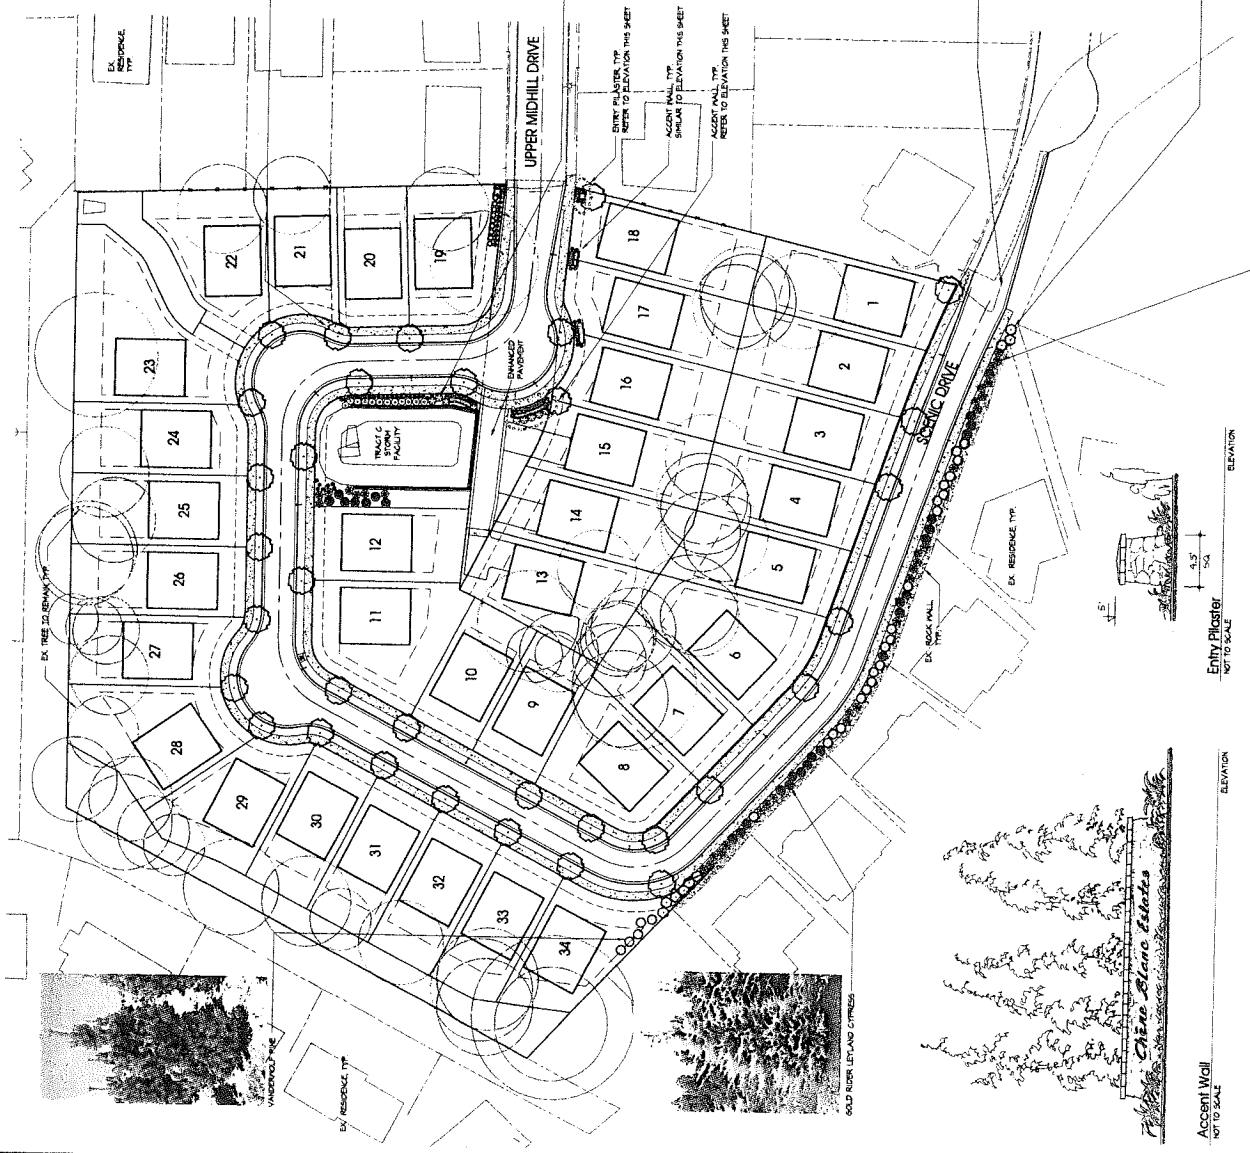 EX. RESIDENCE, TYP.
UPPER MIDHILL DRIVE
ENTRY PILASTER, TYP.
REFER TO ELEVATION THIS SHEET
ACCENT WALL, TYP.
SIMILAR TO ELEVATION THIS SHEET
ACCENT WALL, TYP.
REFER TO ELEVATION THIS SHEET
22
21
20
19
18
17
16
15
14
13
1
2
3
4
5
6
7
8
9
10
11
12
23
24
25
26
27
28
29
30
31
32
33
34
ENHANCED
PAVEMENT
TRACT C
STORM
FACILITY
SCENIC DRIVE
EX. TREE TO REMAIN, TYP.
EX. RESIDENCE, TYP.
EX. ROCK WALL,
TYP.
VANDERWOLF PINE
EX. RESIDENCE, TYP.
GOLD RIDER LEYLAND CYPRESS
Chene Blanc Estates
Accent Wall
NOT TO SCALE
ELEVATION
.5'
4.5'
SQ.
Entry Pilaster
NOT TO SCALE
ELEVATION